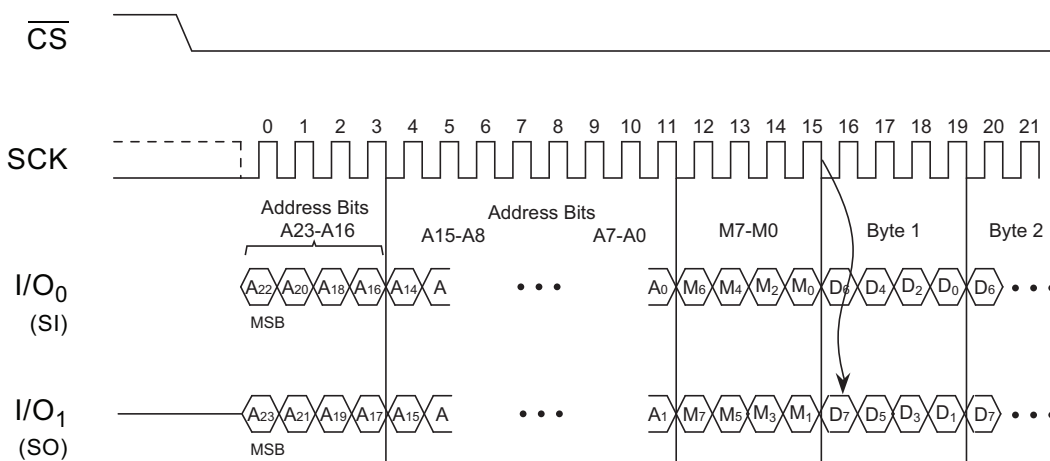 CS
0 1 2 3 4 5 6 7 8 9 10 11 12 13 14 15 16 17 18 19 20 21
SCK
Address Bits
A23-A16
Address Bits
A15-A8 A7-A0 M7-M0 Byte 1 Byte 2
I/O0 A22 A20 A18 A16 A14 A • • • A0 M6 M4 M2 M0 D6 D4 D2 D0 D6 • • •
(SI) MSB
I/O1 A23 A21 A19 A17 A15 A • • • A1 M7 M5 M3 M1 D7 D5 D3 D1 D7 • • •
(SO) MSB